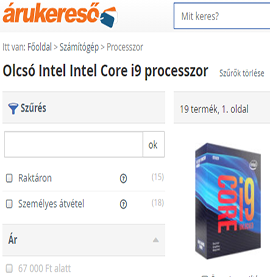 árukereső
Mit keres?
Itt van: Főoldal > Számítógép > Processzor
Olcsó Intel Intel Core i9 processzor
Szűrők törlése
Szűrés
19 termék, 1. oldal
ok
Raktáron (15)
Személyes átvétel (18)
Ár
67 000 Ft alatt
CORE i9